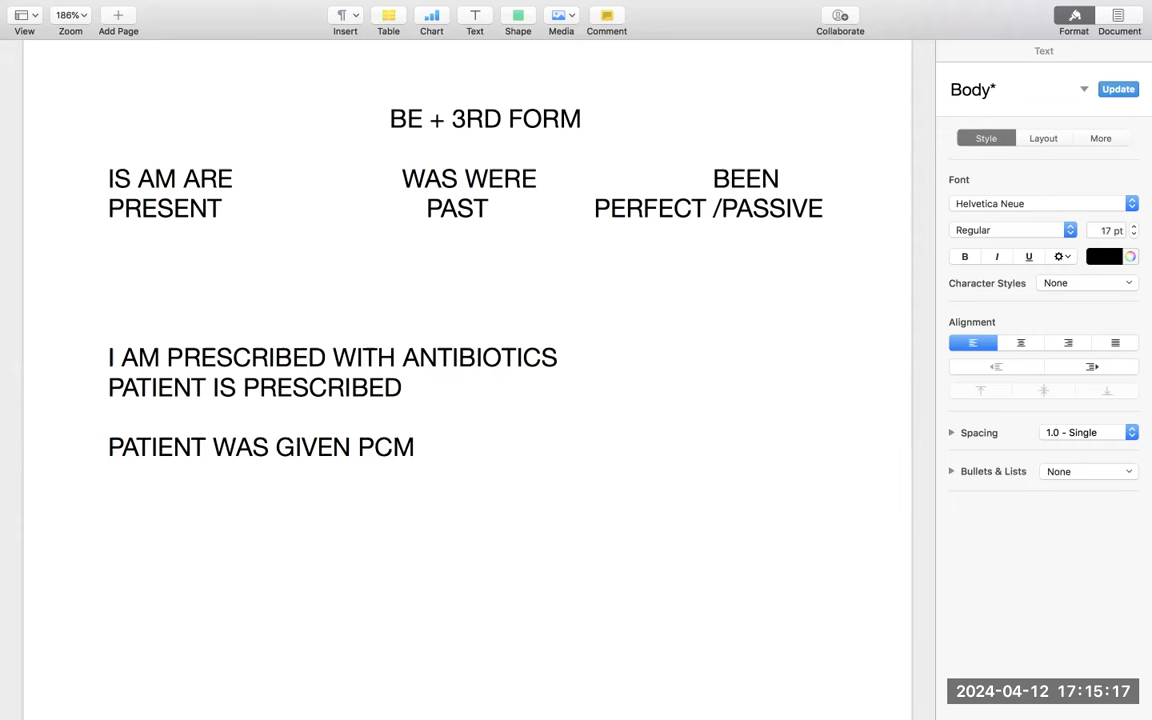 186%
View Zoom Add Page Insert Table Chart Text Shape Media Comment Collaborate Format Document
Text
Body* Update
Style Layout More
Font
Helvetica Neue
Regular 17 pt
B I U
Character Styles None
Alignment
Spacing 1.0 - Single
Bullets & Lists None
BE + 3RD FORM
IS AM ARE WAS WERE BEEN
PRESENT PAST PERFECT /PASSIVE
I AM PRESCRIBED WITH ANTIBIOTICS
PATIENT IS PRESCRIBED
PATIENT WAS GIVEN PCM
2024-04-12 17:15:17